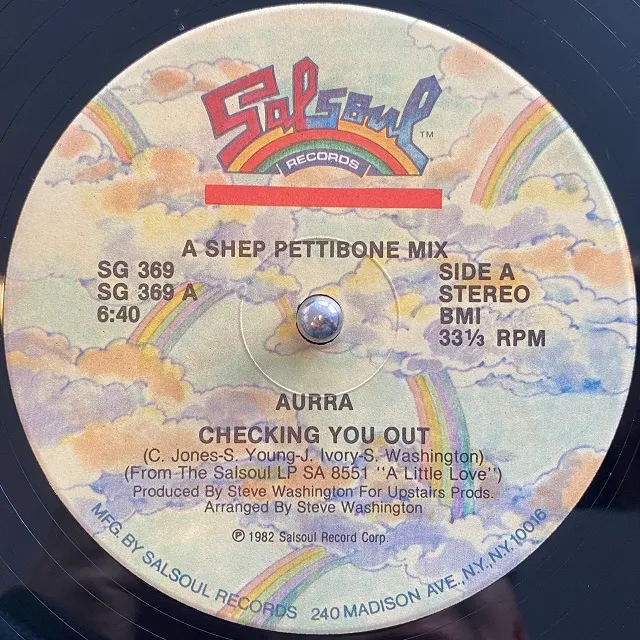 Salsoul TM
RECORDS
A SHEP PETTIBONE MIX
SG 369
SG 369 A
6:40
SIDE A
STEREO
BMI
33⅓ RPM
AURRA
CHECKING YOU OUT
(C. Jones-S. Young-J. Ivory-S. Washington)
(From The Salsoul LP SA 8551 "A Little Love")
Produced By Steve Washington For Upstairs Prods.
Arranged By Steve Washington
℗ 1982 Salsoul Record Corp.
MFG. BY SALSOUL RECORDS 240 MADISON AVE., N.Y., N.Y. 10016